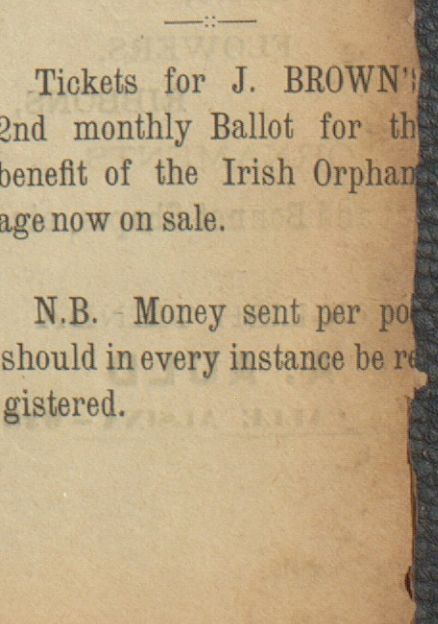 Tickets for J. BROWN'S
2nd monthly Ballot for th
benefit of the Irish Orphan
age now on sale.
N.B. - Money sent per po
should in every instance be re
gistered.